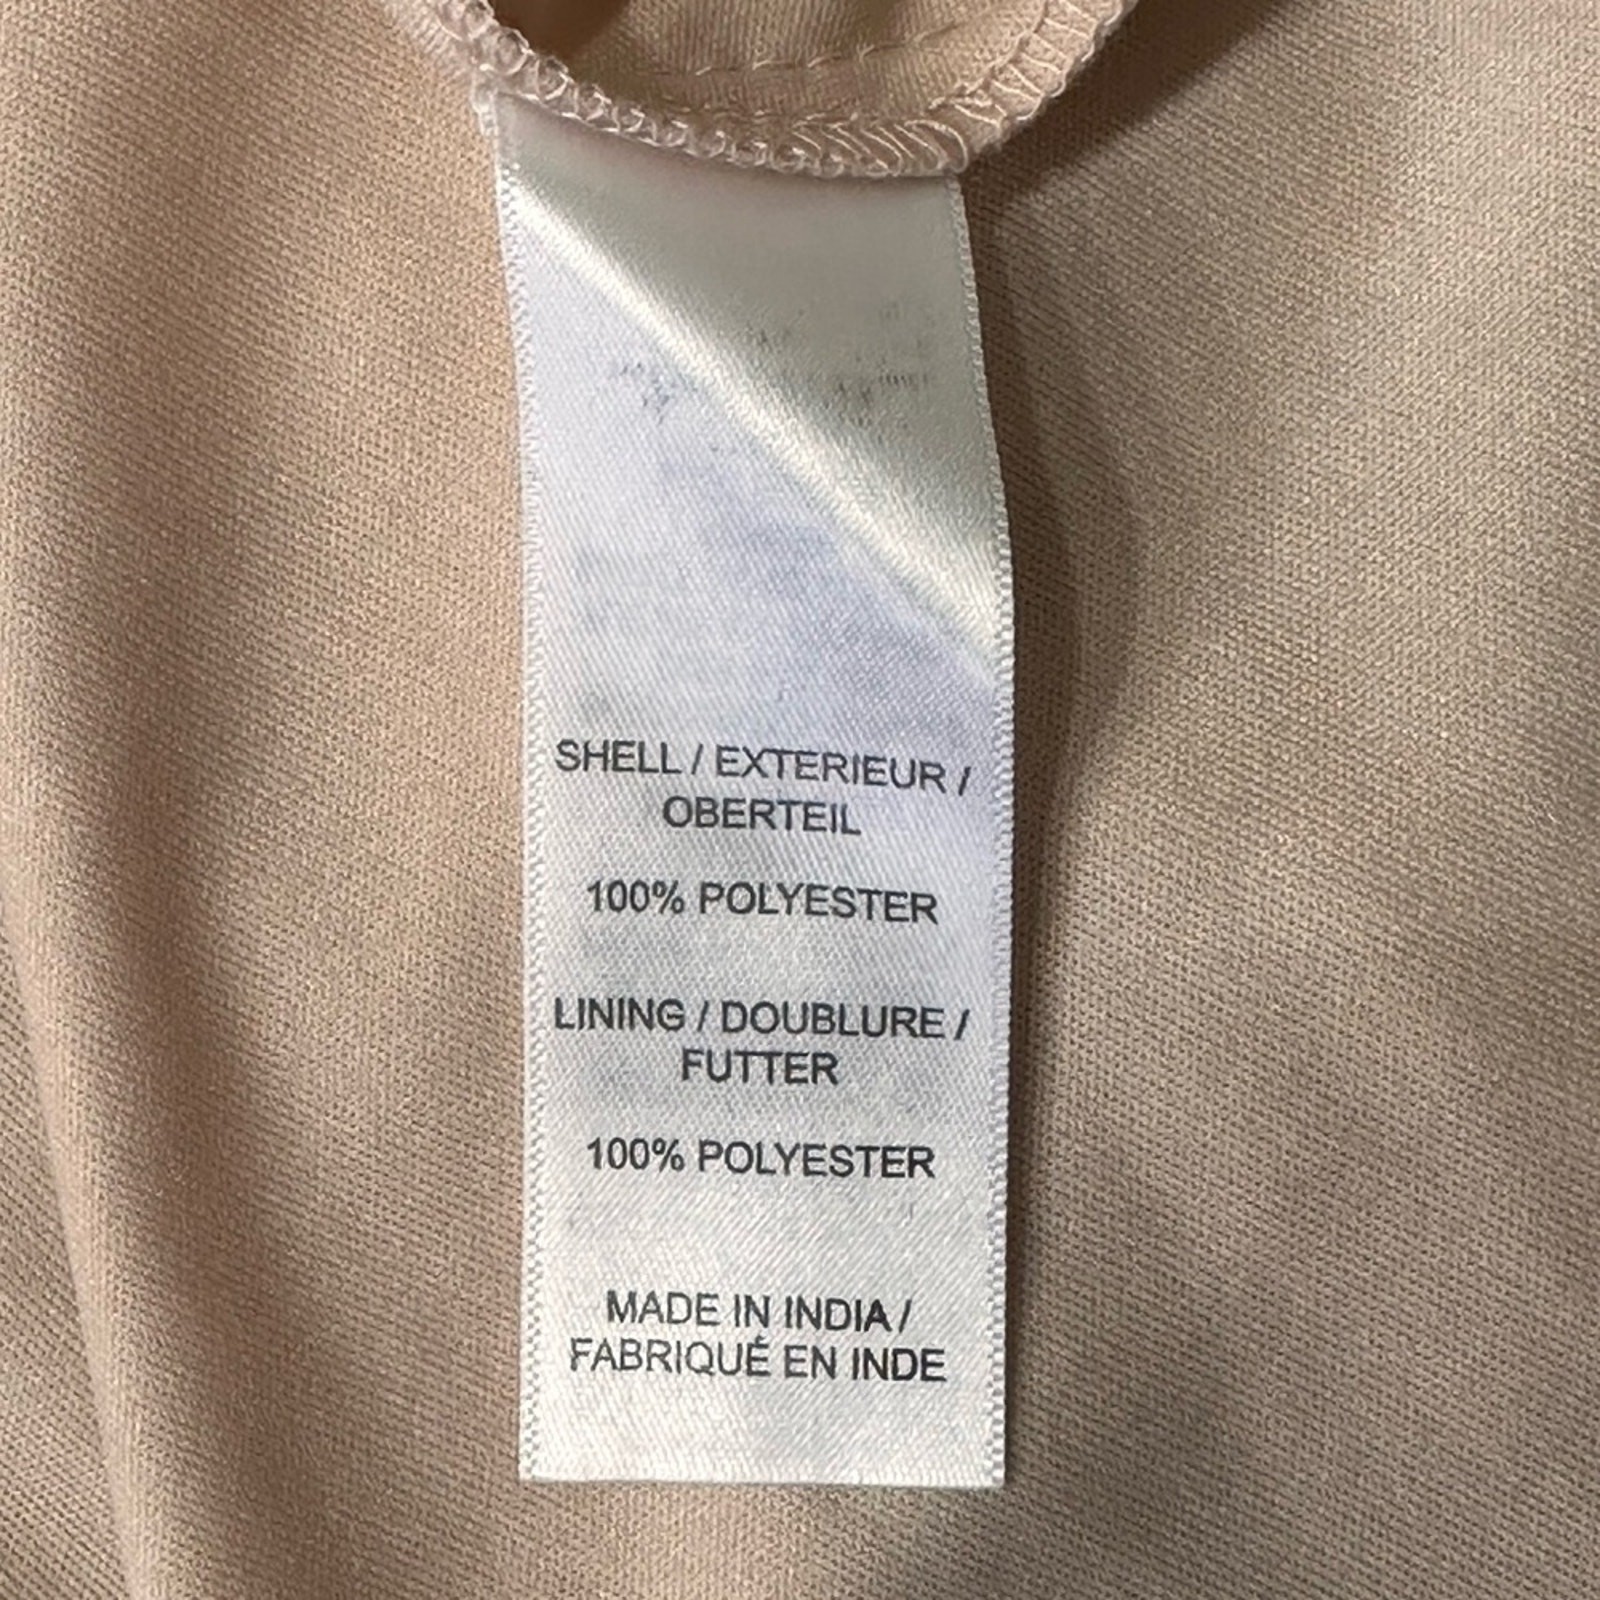 SHELL / EXTERIEUR /
OBERTEIL
100% POLYESTER
LINING / DOUBLURE /
FUTTER
100% POLYESTER
MADE IN INDIA /
FABRIQUÉ EN INDE